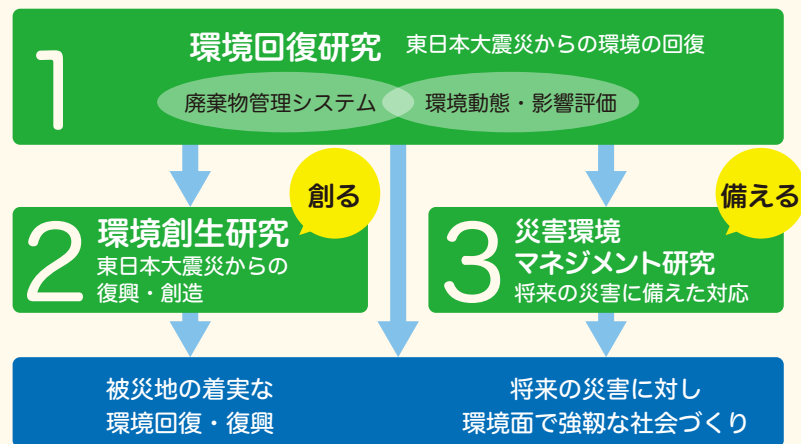 1
環境回復研究 東日本大震災からの環境の回復
廃棄物管理システム 環境動態・影響評価
創る
2
環境創生研究
東日本大震災からの
復興・創造
備える
3
災害環境
マネジメント研究
将来の災害に備えた対応
被災地の着実な
環境回復・復興
将来の災害に対し
環境面で強靱な社会づくり